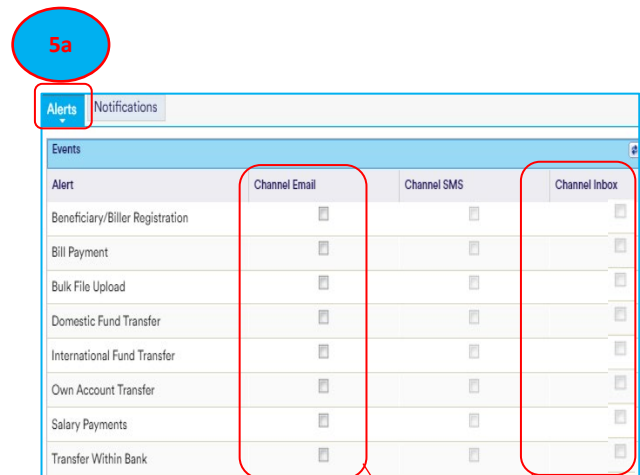 5a
Alerts Notifications
Events
Alert Channel Email Channel SMS Channel Inbox
Beneficiary/Biller Registration
Bill Payment
Bulk File Upload
Domestic Fund Transfer
International Fund Transfer
Own Account Transfer
Salary Payments
Transfer Within Bank